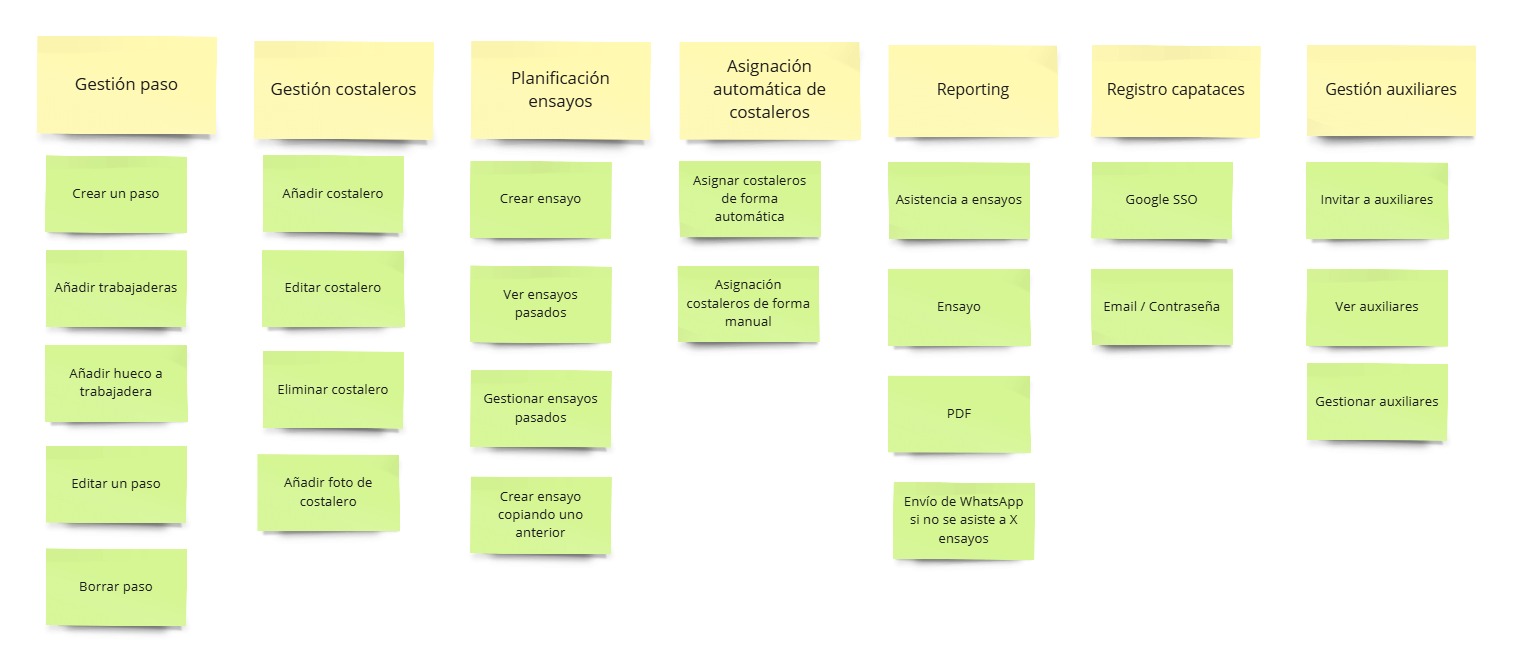 Gestión paso
Gestión costaleros
Planificación
ensayos
Asignación
automática de
costaleros
Reporting
Registro capataces
Gestión auxiliares
Crear un paso
Añadir trabajaderas
Añadir hueco a
trabajadera
Editar un paso
Borrar paso
Añadir costalero
Editar costalero
Eliminar costalero
Añadir foto de
costalero
Crear ensayo
Ver ensayos
pasados
Gestionar ensayos
pasados
Crear ensayo
copiando uno
anterior
Asignar costaleros
de forma
automática
Asignación
costaleros de forma
manual
Asistencia a ensayos
Ensayo
PDF
Envío de WhatsApp
si no se asiste a X
ensayos
Google SSO
Email / Contraseña
Invitar a auxiliares
Ver auxiliares
Gestionar auxiliares